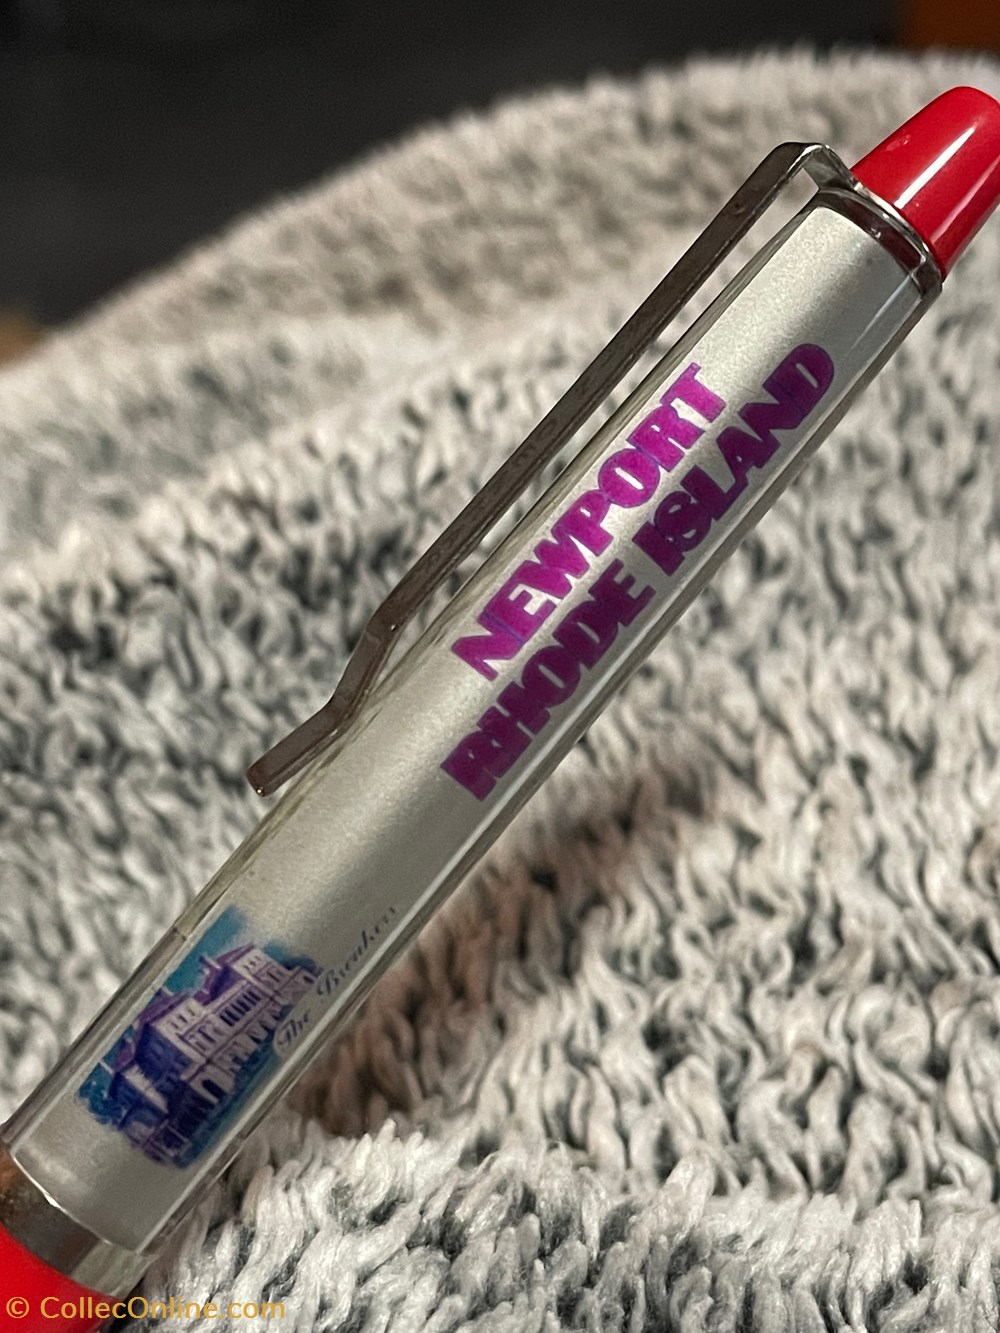 NEWPORT
RHODE ISLAND
The Breakers
© CollecOnline.com